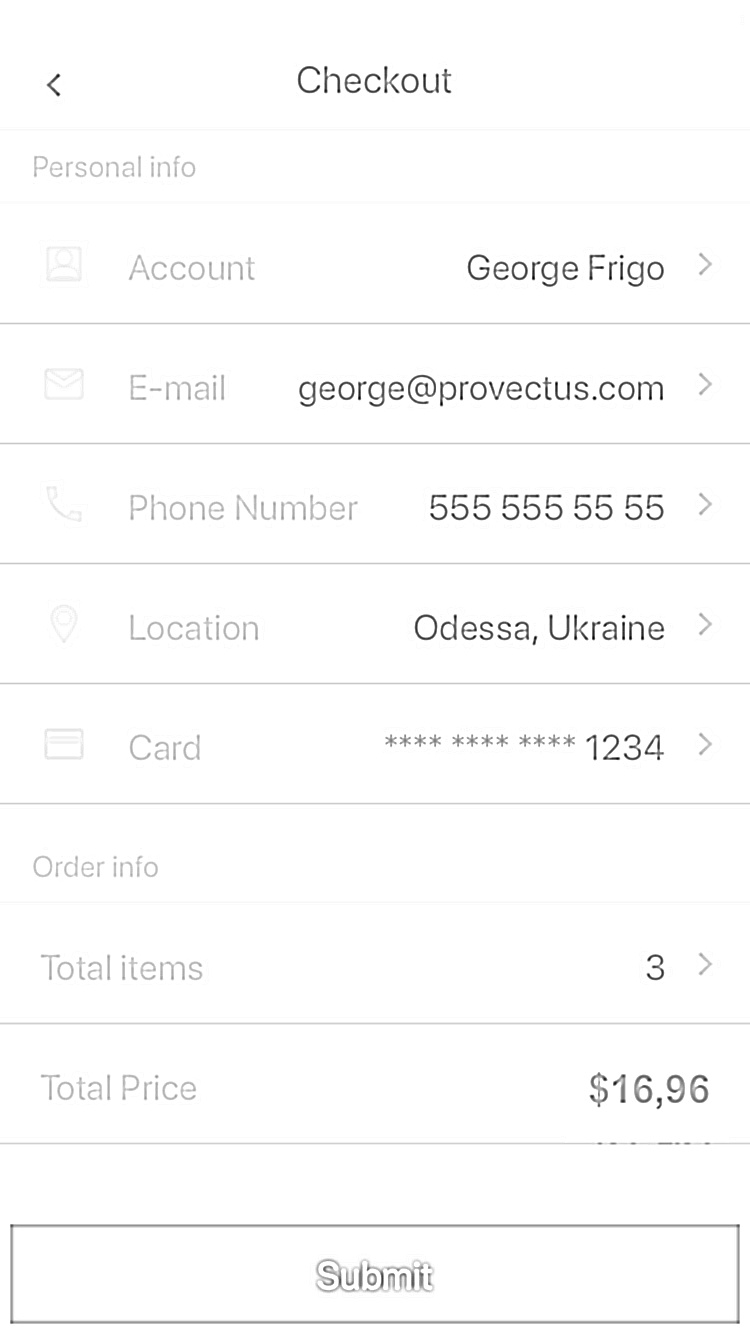 Checkout
Personal info
Account George Frigo
E-mail george@provectus.com
Phone Number 555 555 55 55
Location Odessa, Ukraine
Card **** **** **** 1234
Order info
Total items 3
Total Price $16,96
Submit